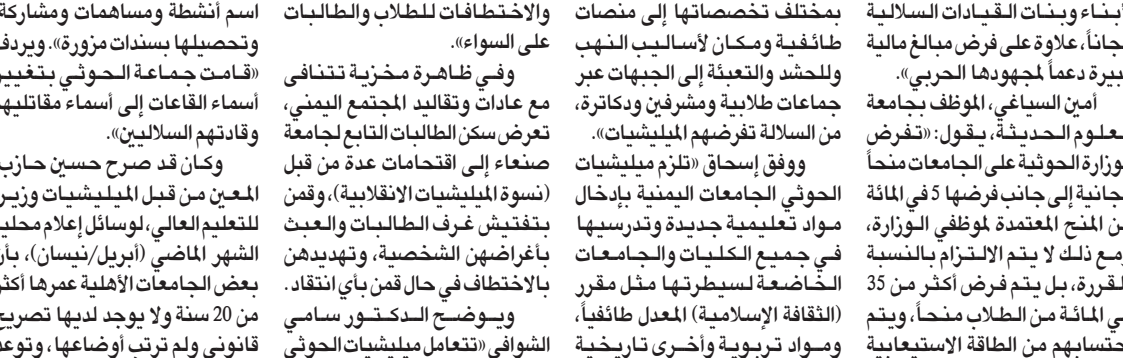 أبناء وبنات القيادات السلالية
مجاناً، علاوة على فرض مبالغ مالية
كبيرة دعماً لمجهودها الحربي».
أمين السياغي، الموظف بجامعة
العلوم الحديثة، يقول: «تفرض
الوزارة الحوثية على الجامعات منحاً
مجانية إلى جانب فرضها 5 في المائة
من المنح المعتمدة لموظفي الوزارة،
ومع ذلك لا يتم الالتزام بالنسبة
المقررة، بل يتم فرض أكثر من 35
في المائة من الطلاب منحاً، ويتم
احتسابهم من الطاقة الاستيعابية
بمختلف تخصصاتها إلى منصات
طائفية ومكان لأساليب النهب
وللحشد والتعبئة إلى الجبهات عبر
جماعات طلابية ومشرفين ودكاترة،
من السلالة تفرضهم الميليشيات».
ووفق إسحاق «تلزم ميليشيات
الحوثي الجامعات اليمنية بإدخال
مواد تعليمية جديدة وتدرسيها
في جميع الكليات والجامعات
الخاضعة لسيطرتها مثل مقرر
(الثقافة الإسلامية) المعدل طائفياً،
ومواد تربوية وأخرى تاريخية
والاختطافات للطلاب والطالبات
على السواء».
وفي ظاهرة مخزية تتنافى
مع عادات وتقاليد المجتمع اليمني،
تعرض سكن الطالبات التابع لجامعة
صنعاء إلى اقتحامات عدة من قبل
(نسوة الميليشيات الانقلابية)، وقمن
بتفتيش غرف الطالبات والعبث
بأغراضهن الشخصية، وتهديدهن
بالاختطاف في حال قمن بأي انتقاد.
ويوضح الدكتور سامي
الشوافي «تتعامل ميليشيات الحوثي
اسم أنشطة ومساهمات ومشاركة
وتحصيلها بسندات مزورة». ويردف
«قامت جماعة الحوثي بتغيير
أسماء القاعات إلى أسماء مقاتليها
وقادتهم السلاليين».
وكان قد صرح حسين حازب
المعين من قبل الميليشيات وزير
للتعليم العالي، لوسائل إعلام محلية
الشهر الماضي (أبريل/نيسان)، بأن
بعض الجامعات الأهلية عمرها أكثر
من 20 سنة ولا يوجد لديها تصريح
قانوني ولم ترتب أوضاعها، وتوعد